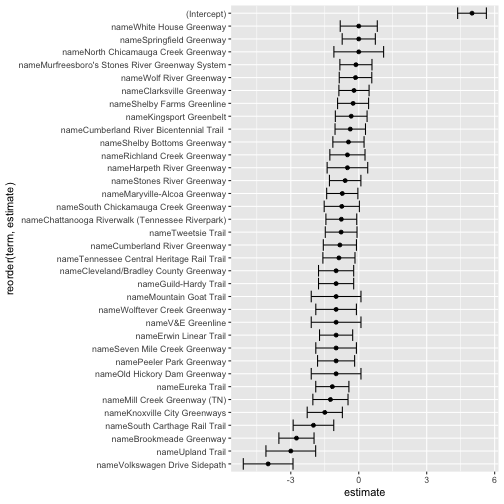 (Intercept)
nameWhite House Greenway
nameSpringfield Greenway
nameNorth Chicamauga Creek Greenway
nameMurfreesboro's Stones River Greenway System
nameWolf River Greenway
nameClarksville Greenway
nameShelby Farms Greenline
nameKingsport Greenbelt
nameCumberland River Bicentennial Trail
nameShelby Bottoms Greenway
nameRichland Creek Greenway
nameHarpeth River Greenway
nameStones River Greenway
nameMaryville-Alcoa Greenway
nameSouth Chickamauga Creek Greenway
nameChattanooga Riverwalk (Tennessee Riverpark)
nameTweetsie Trail
nameCumberland River Greenway
nameTennessee Central Heritage Rail Trail
nameCleveland/Bradley County Greenway
nameGuild-Hardy Trail
nameMountain Goat Trail
nameWolftever Creek Greenway
nameV&E Greenline
nameErwin Linear Trail
nameSeven Mile Creek Greenway
namePeeler Park Greenway
nameOld Hickory Dam Greenway
nameEureka Trail
nameMill Creek Greenway (TN)
nameKnoxville City Greenways
nameSouth Carthage Rail Trail
nameBrookmeade Greenway
nameUpland Trail
nameVolkswagen Drive Sidepath
reorder(term, estimate)
-3 0 3 6
estimate